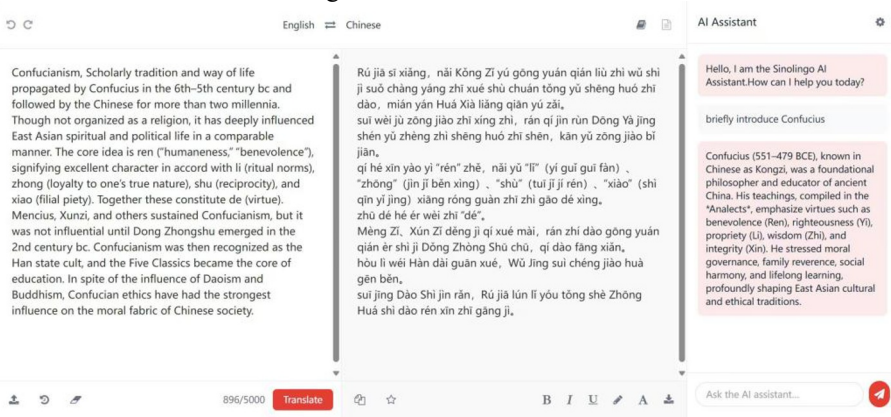 English ⇌ Chinese
Confucianism, Scholarly tradition and way of life
propagated by Confucius in the 6th–5th century bc and
followed by the Chinese for more than two millennia.
Though not organized as a religion, it has deeply influenced
East Asian spiritual and political life in a comparable
manner. The core idea is ren ("humaneness," "benevolence"),
signifying excellent character in accord with li (ritual norms),
zhong (loyalty to one's true nature), shu (reciprocity), and
xiao (filial piety). Together these constitute de (virtue).
Mencius, Xunzi, and others sustained Confucianism, but it
was not influential until Dong Zhongshu emerged in the
2nd century bc. Confucianism was then recognized as the
Han state cult, and the Five Classics became the core of
education. In spite of the influence of Daoism and
Buddhism, Confucian ethics have had the strongest
influence on the moral fabric of Chinese society.
896/5000
Translate
Rú jiā sī xiǎng，nǎi Kǒng Zǐ yú gōng yuán qián liù zhì wǔ shì
jì suǒ chàng yáng zhī xué shù chuán tǒng yǔ shēng huó zhī
dào，mián yán Huá Xià liǎng qiān yú zǎi。
suī wèi jù zōng jiào zhī xíng zhì，rán qí jìn rùn Dōng Yà jīng
shén yǔ zhèng zhì shēng huó zhī shēn，kān yǔ zōng jiào bǐ
jiān。
qí hé xīn yào yì “rén” zhě，nǎi yǔ “lǐ”（yí guǐ guī fàn）、
“zhōng”（jìn jǐ běn xìng）、“shù”（tuī jǐ jí rén）、“xiào”（shì
qīn yǐ jìng）xiāng róng guàn zhī zhì gāo dé xìng。
zhū dé hé ér wèi zhī “dé”。
Mèng Zǐ、Xún Zǐ děng jì qí xué mài，rán zhí dào gōng yuán
qián èr shì jì Dǒng Zhòng Shū chū，qí dào fāng xiǎn。
hòu lì wéi Hàn dài guān xué，Wǔ Jīng suì chéng jiào huà
gēn běn。
suī jīng Dào Shì jìn rǎn，Rú jiā lún lǐ yóu tǒng shè Zhōng
Huá shì dào rén xīn zhī gāng jì。
B I U A
AI Assistant
Hello, I am the Sinolingo AI
Assistant.How can I help you today?
briefly introduce Confucius
Confucius (551–479 BCE), known in
Chinese as Kongzi, was a foundational
philosopher and educator of ancient
China. His teachings, compiled in the
*Analects*, emphasize virtues such as
benevolence (Ren), righteousness (Yi),
propriety (Li), wisdom (Zhi), and
integrity (Xin). He stressed moral
governance, family reverence, social
harmony, and lifelong learning,
profoundly shaping East Asian cultural
and ethical traditions.
Ask the AI assistant...